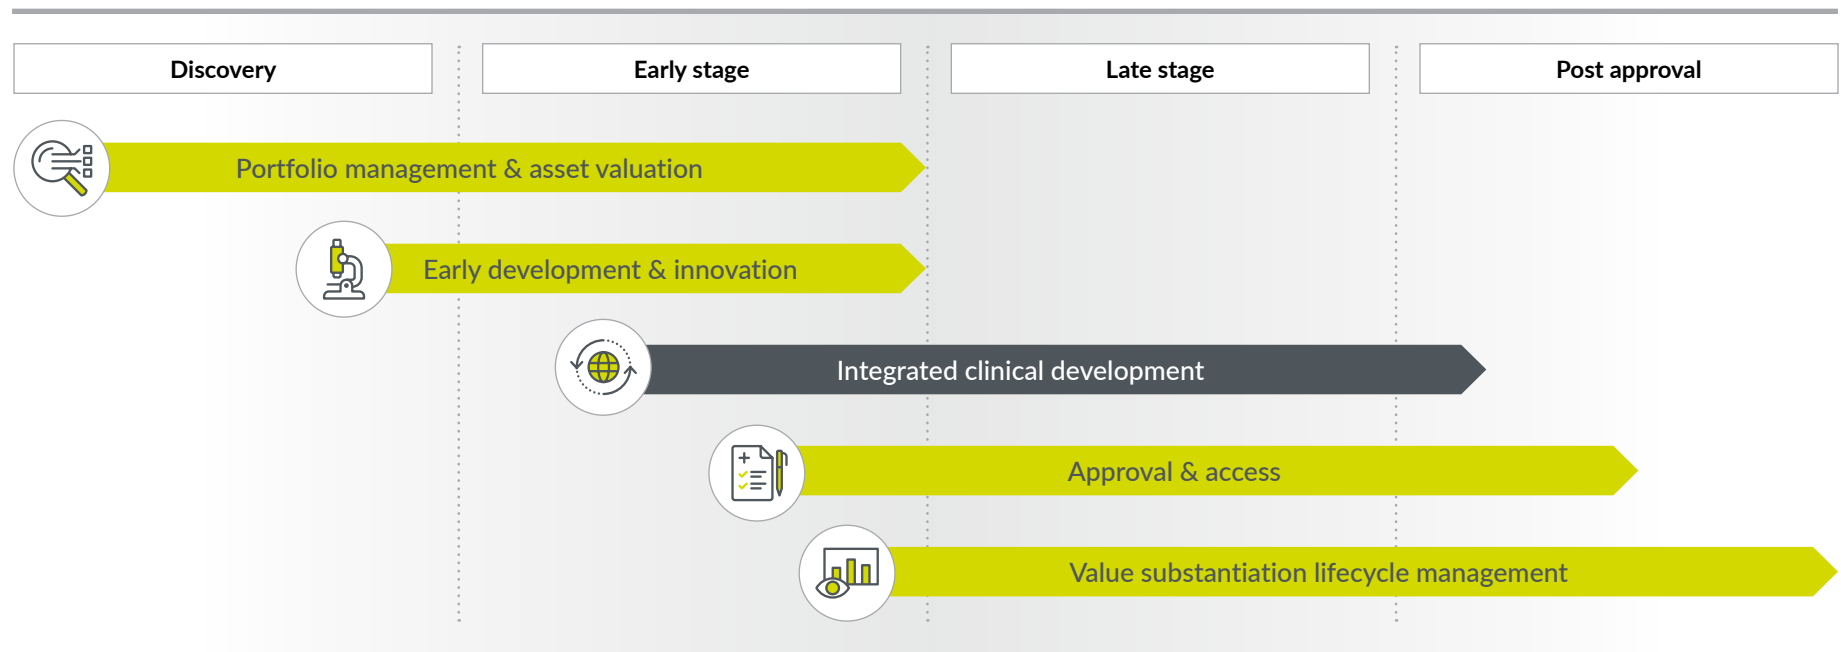 Discovery
Early stage
Late stage
Post approval
Portfolio management & asset valuation
Early development & innovation
Integrated clinical development
Approval & access
Value substantiation lifecycle management